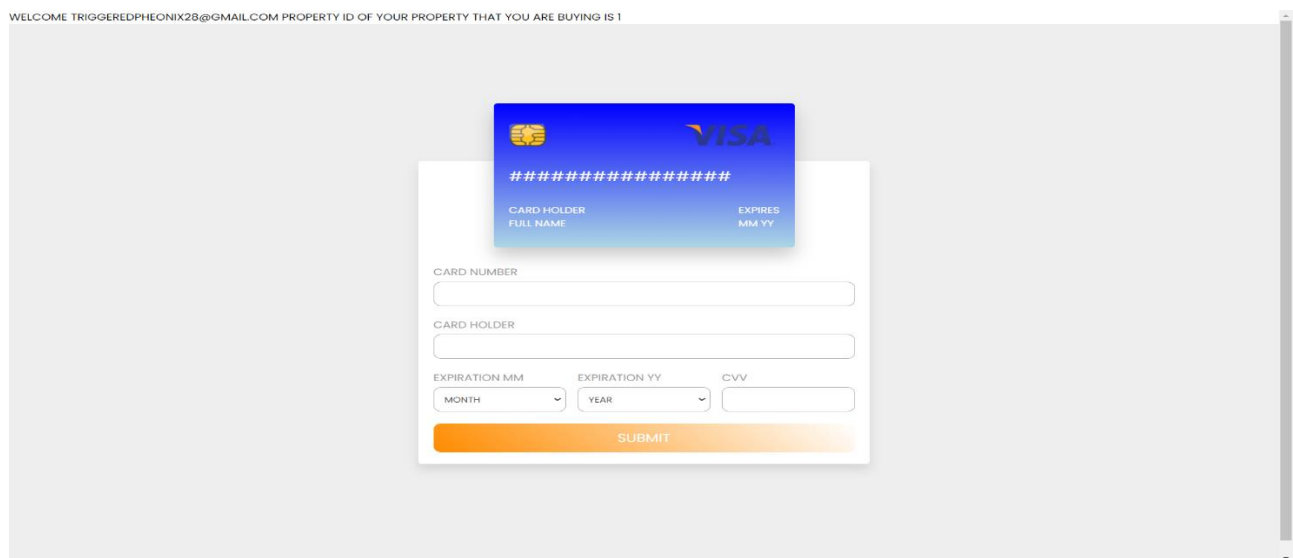 WELCOME TRIGGEREDPHEONIX28@GMAIL.COM PROPERTY ID OF YOUR PROPERTY THAT YOU ARE BUYING IS 1
VISA
################
CARD HOLDER EXPIRES
FULL NAME MM YY
CARD NUMBER
CARD HOLDER
EXPIRATION MM EXPIRATION YY CVV
MONTH YEAR
SUBMIT